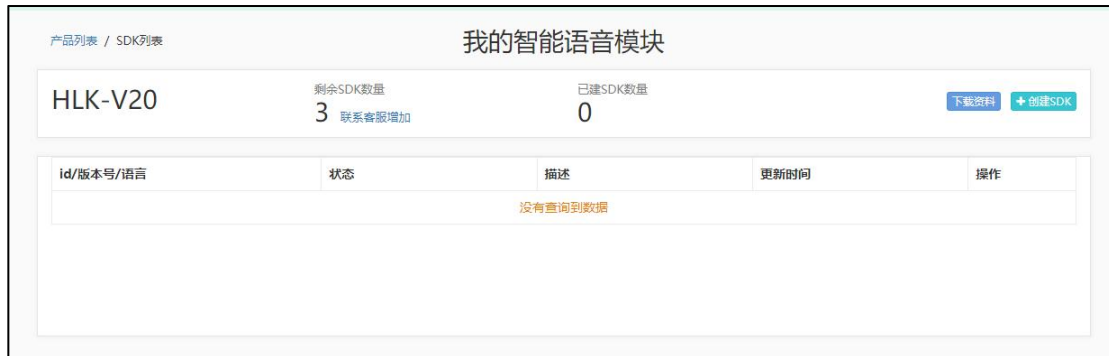 产品列表 / SDK列表
我的智能语音模块
HLK-V20
剩余SDK数量
3 联系客服增加
已建SDK数量
0
下载资料
+创建SDK
id/版本号/语言 状态 描述 更新时间 操作
没有查询到数据